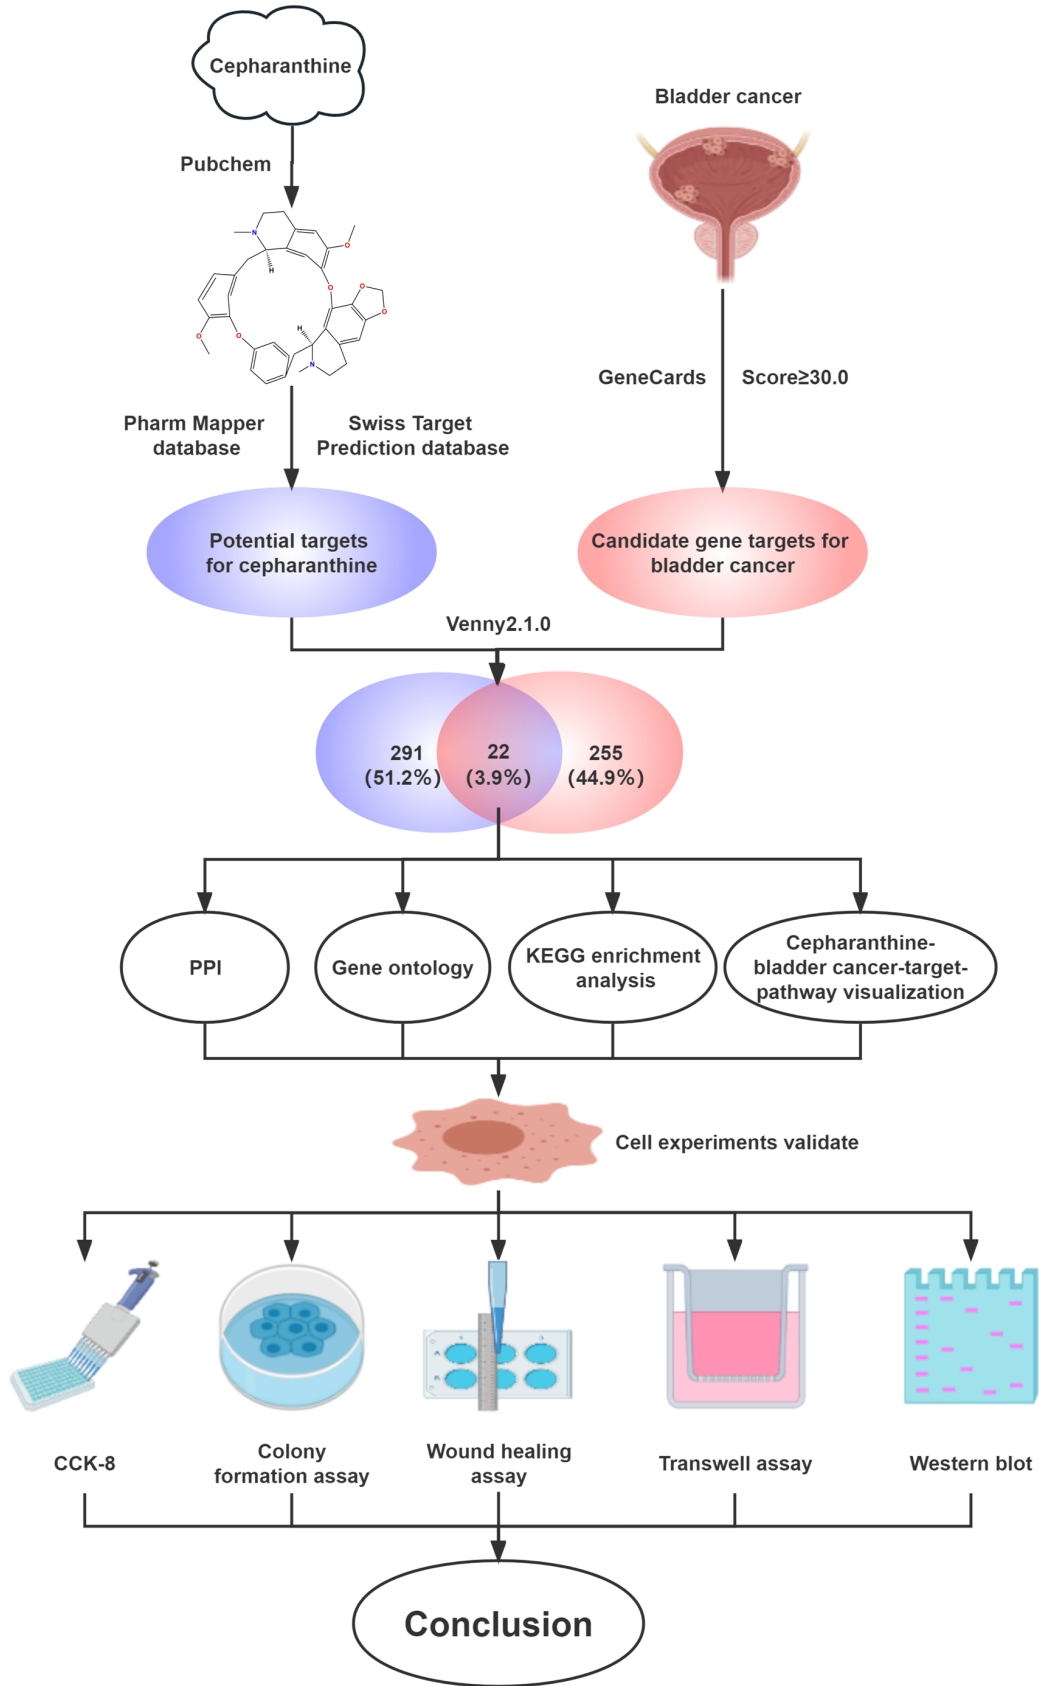 Cepharanthine
Bladder cancer
Pubchem
N
H
O
O
O
O
H
O
O
N
GeneCards
Score≥30.0
Pharm Mapper
database
Swiss Target
Prediction database
Potential targets
for cepharanthine
Candidate gene targets for
bladder cancer
Venny2.1.0
291
(51.2%)
22
(3.9%)
255
(44.9%)
PPI
Gene ontology
KEGG enrichment
analysis
Cepharanthine-
bladder cancer-target-
pathway visualization
Cell experiments validate
CCK-8
Colony
formation assay
Wound healing
assay
Transwell assay
Western blot
Conclusion